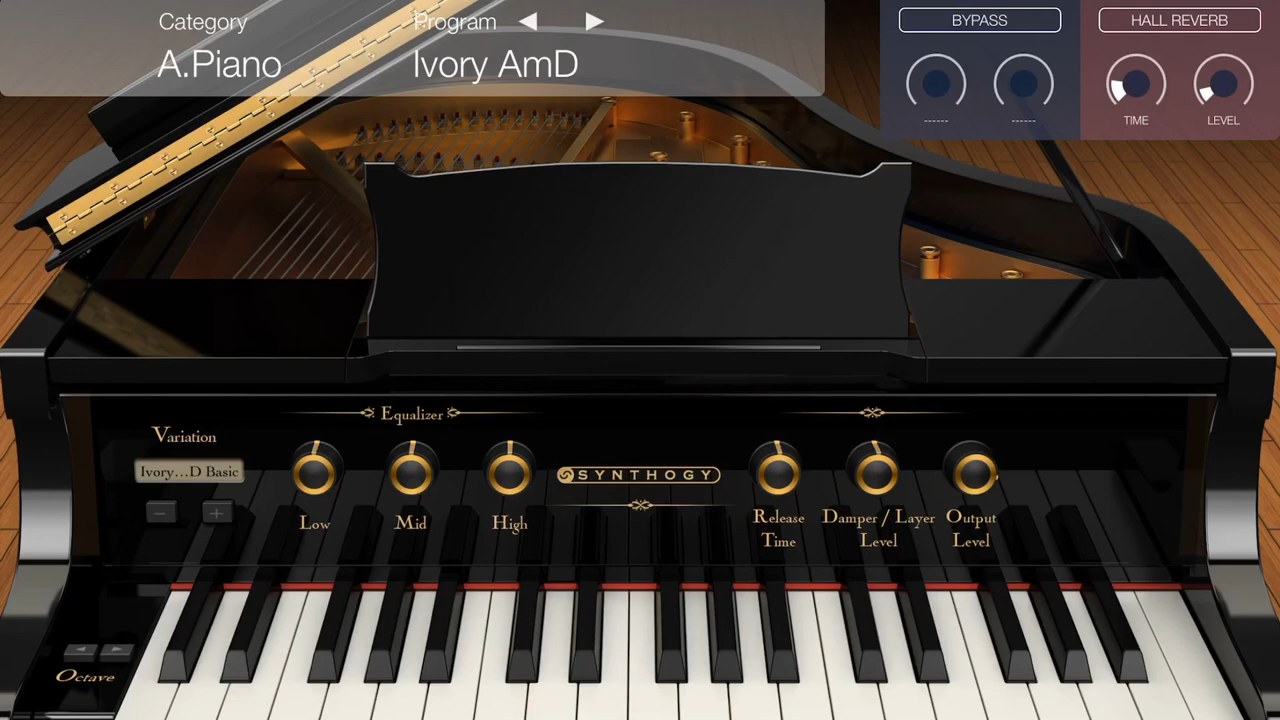 Category
Program
A.Piano
Ivory AmD
BYPASS
------
------
HALL REVERB
TIME
LEVEL
Equalizer
Variation
Ivory...D Basic
−
+
Low
Mid
High
SYNTHOGY
Release
Time
Damper / Layer
Level
Output
Level
Octave